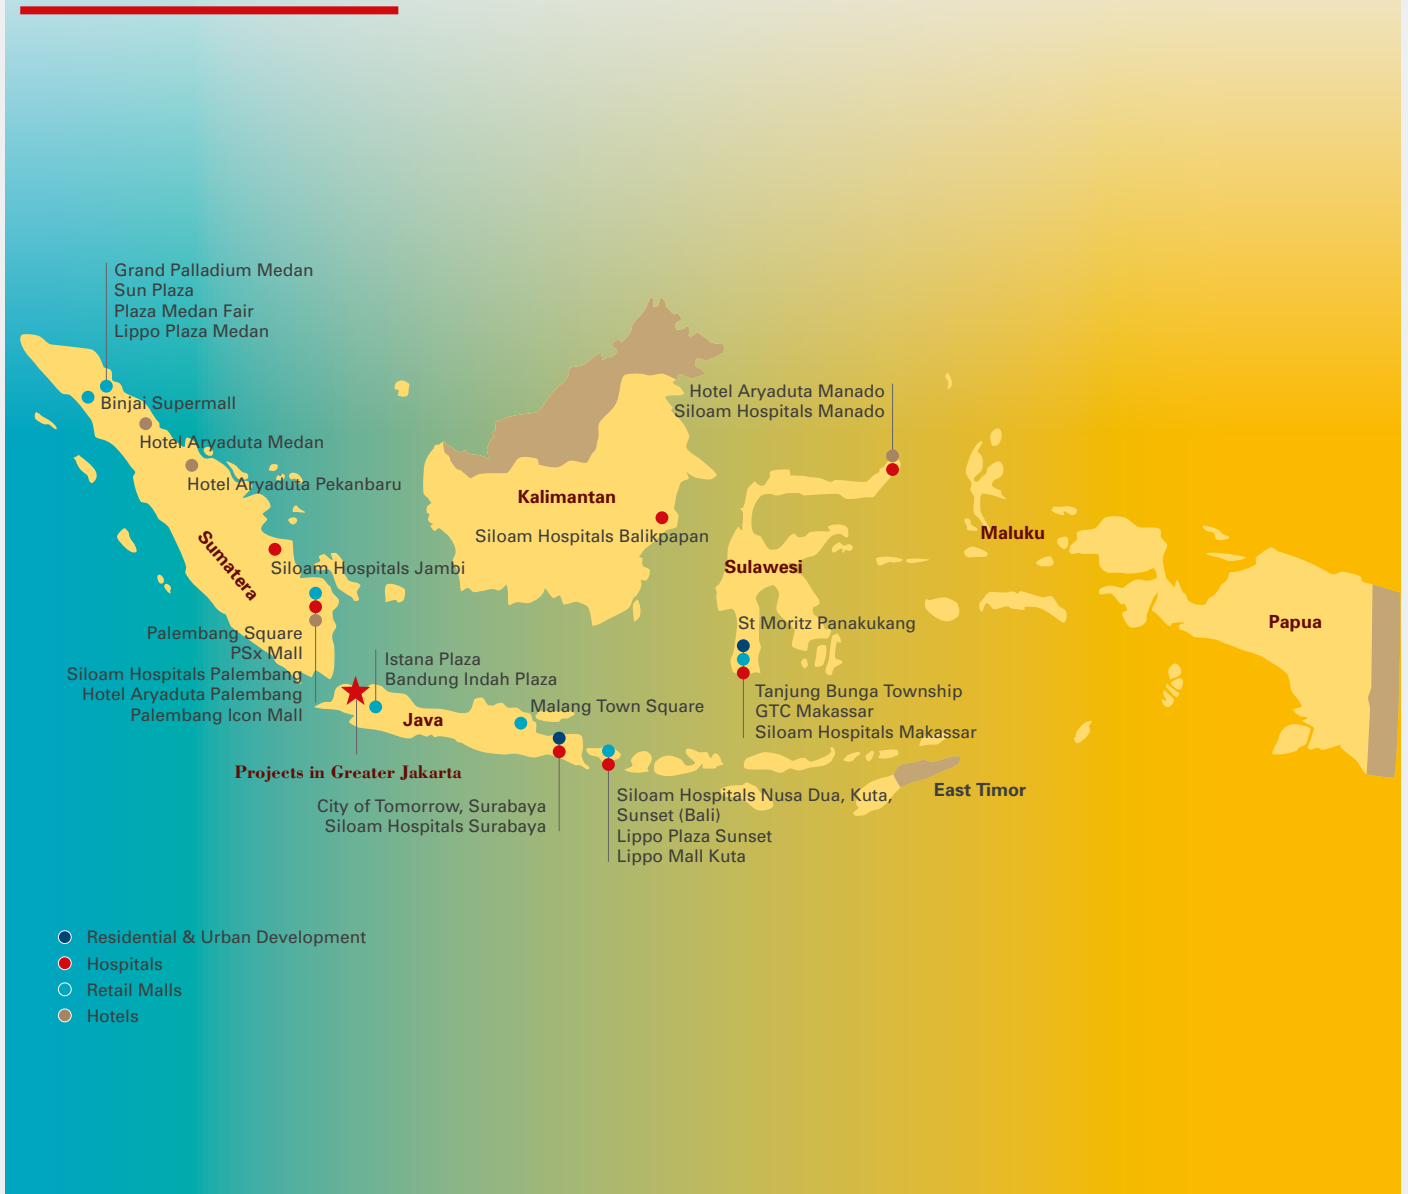 Grand Palladium Medan
Sun Plaza
Plaza Medan Fair
Lippo Plaza Medan
Binjai Supermall
Hotel Aryaduta Medan
Hotel Aryaduta Pekanbaru
Sumatera
Siloam Hospitals Jambi
Palembang Square
PSx Mall
Siloam Hospitals Palembang
Hotel Aryaduta Palembang
Palembang Icon Mall
Istana Plaza
Bandung Indah Plaza
Java
Malang Town Square
Projects in Greater Jakarta
City of Tomorrow, Surabaya
Siloam Hospitals Surabaya
Siloam Hospitals Nusa Dua, Kuta,
Sunset (Bali)
Lippo Plaza Sunset
Lippo Mall Kuta
Kalimantan
Siloam Hospitals Balikpapan
Hotel Aryaduta Manado
Siloam Hospitals Manado
Sulawesi
St Moritz Panakukang
Tanjung Bunga Township
GTC Makassar
Siloam Hospitals Makassar
Maluku
Papua
East Timor
Residential & Urban Development
Hospitals
Retail Malls
Hotels